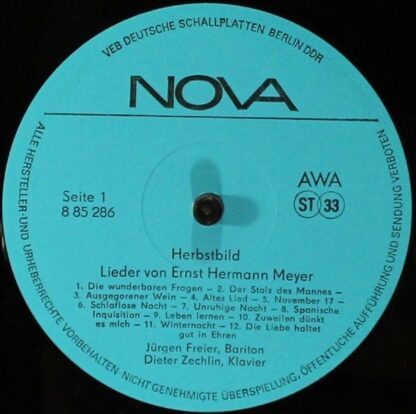 VEB DEUTSCHE SCHALLPLATTEN BERLIN DDR
NOVA
Seite 1
8 85 286
AWA
ST 33
Herbstbild
Lieder von Ernst Hermann Meyer
1. Die wunderbaren Fragen – 2. Der Stolz des Mannes –
3. Ausgegorener Wein – 4. Altes Lied – 5. November 17 –
6. Schlaflose Nacht – 7. Unruhige Nacht – 8. Spanische
Inquisition – 9. Leben lernen – 10. Zuweilen dünkt
es mich – 11. Winternacht – 12. Die Liebe haltet
gut in Ehren
Jürgen Freier, Bariton
Dieter Zechlin, Klavier
ALLE HERSTELLER-UND URHEBERRECHTE VORBEHALTEN NICHT GENEHMIGTE ÜBERSPIELUNG, ÖFFENTLICHE AUFFÜHRUNG UND SENDUNG VERBOTEN